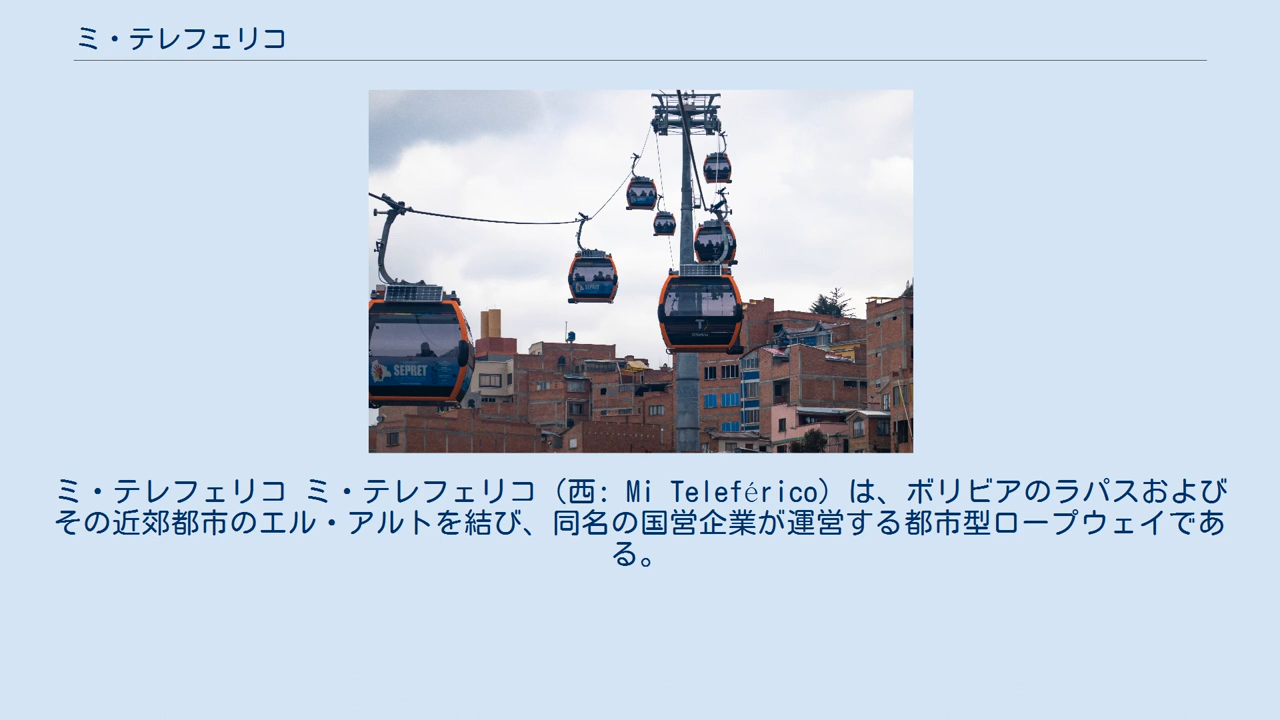 ミ・テレフェリコ
SEPRET
SEPRET
ミ・テレフェリコ ミ・テレフェリコ（西: Mi Teleférico）は、ボリビアのラパスおよび
その近郊都市のエル・アルトを結び、同名の国営企業が運営する都市型ロープウェイであ
る。